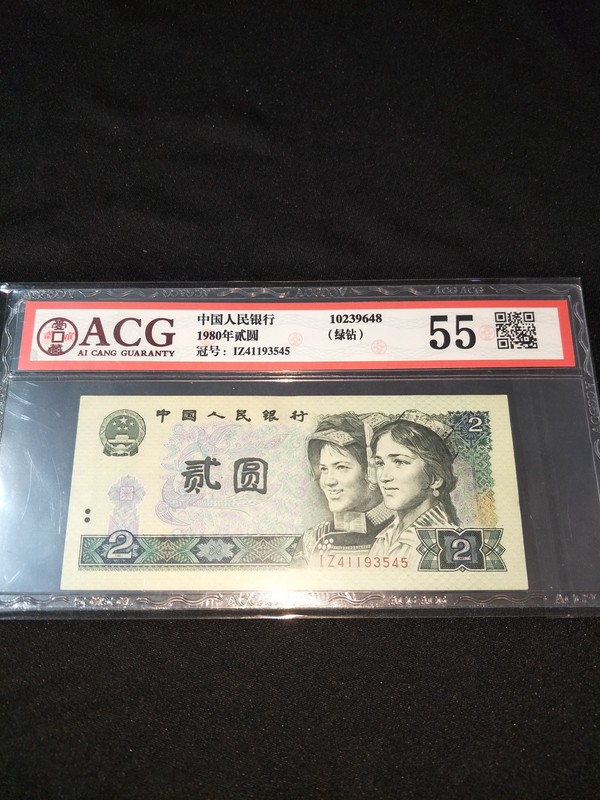 ACG
AI CANG GUARANTY
中国人民银行 10239648
1980年贰圆 （绿钻）
冠号：IZ41193545
55
中国人民银行
2
贰圆
2
IZ41193545
2